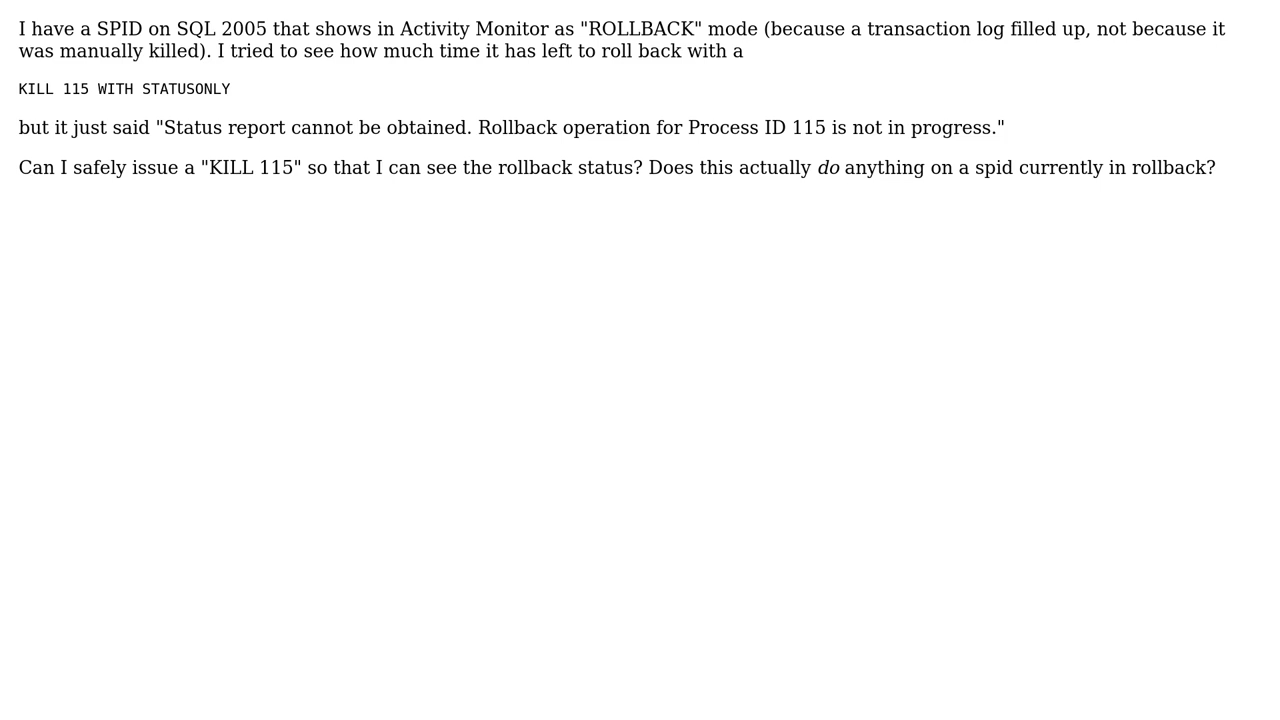 I have a SPID on SQL 2005 that shows in Activity Monitor as "ROLLBACK" mode (because a transaction log filled up, not because it
was manually killed). I tried to see how much time it has left to roll back with a
KILL 115 WITH STATUSONLY
but it just said "Status report cannot be obtained. Rollback operation for Process ID 115 is not in progress."
Can I safely issue a "KILL 115" so that I can see the rollback status? Does this actually do anything on a spid currently in rollback?